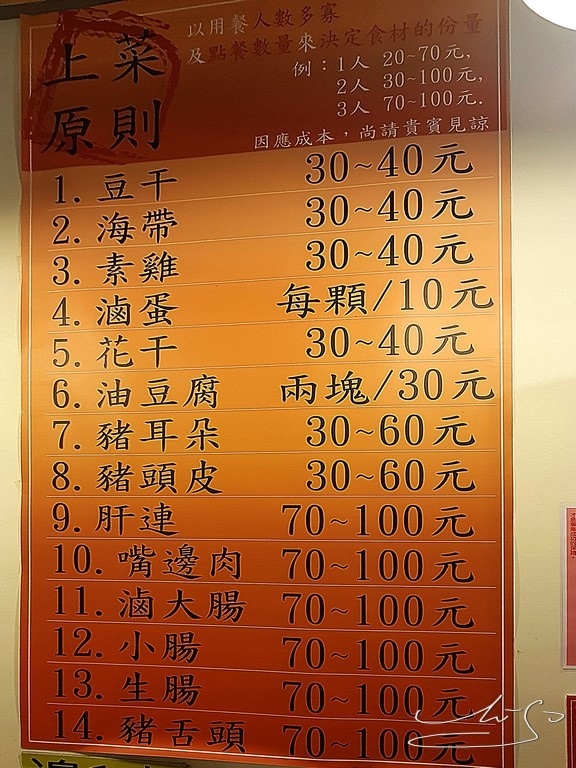 上菜
原則
以用餐人數多寡
及點餐數量來決定食材的份量
例：1人 20~70元,
2人 30~100元,
3人 70~100元.
因應成本，尚請貴賓見諒
1. 豆干 30~40元
2. 海帶 30~40元
3. 素雞 30~40元
4. 滷蛋 每顆/10元
5. 花干 30~40元
6. 油豆腐 兩塊/30元
7. 豬耳朵 30~60元
8. 豬頭皮 30~60元
9. 肝連 70~100元
10. 嘴邊肉 70~100元
11. 滷大腸 70~100元
12. 小腸 70~100元
13. 生腸 70~100元
14. 豬舌頭 70~100元